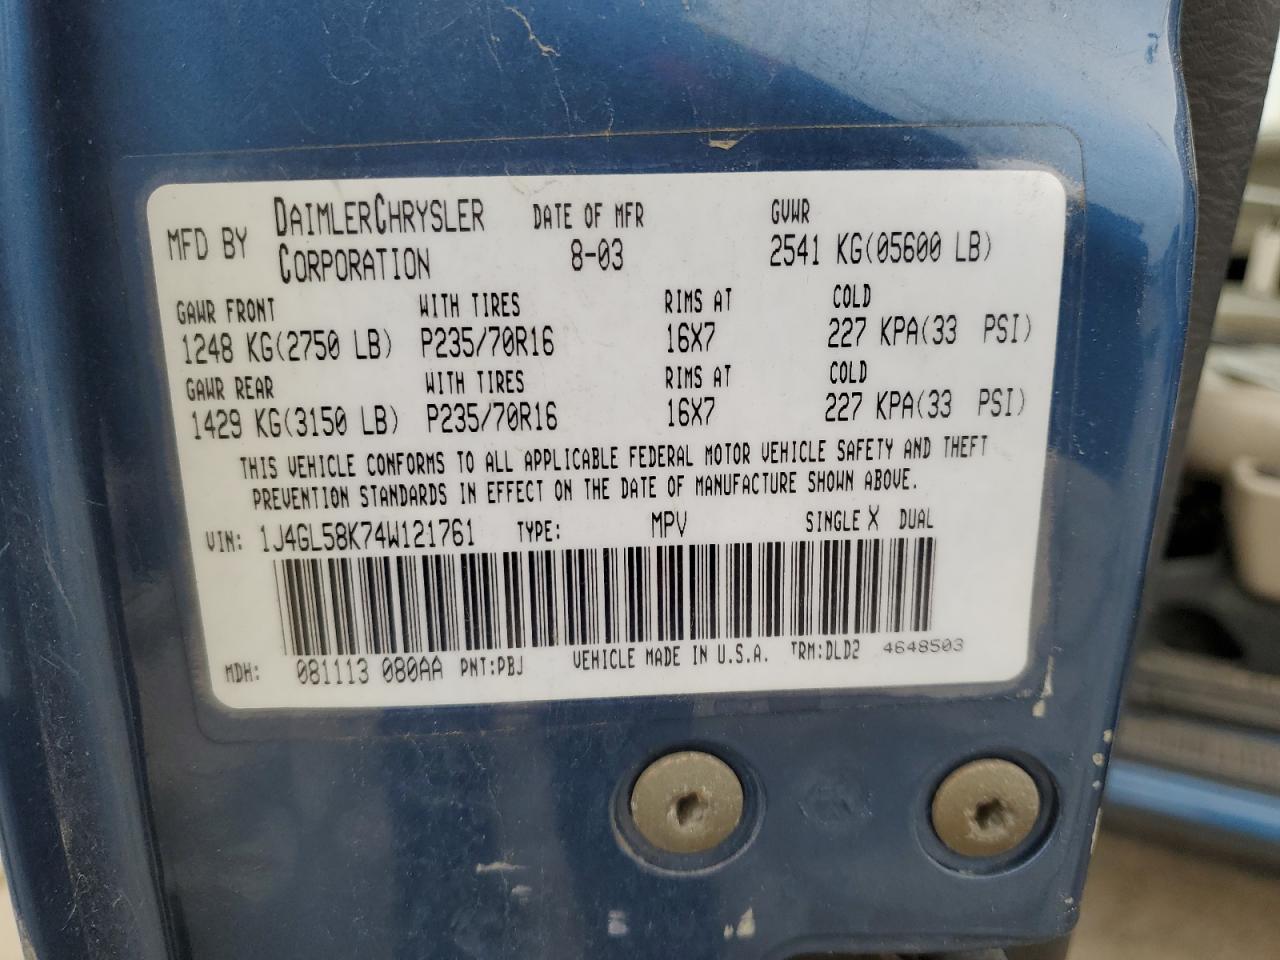 MFD BY DAIMLERCHRYSLER CORPORATION
DATE OF MFR 8-03
GVWR 2541 KG(05600 LB)
GAWR FRONT WITH TIRES RIMS AT COLD
1248 KG(2750 LB) P235/70R16 16X7 227 KPA(33 PSI)
GAWR REAR WITH TIRES RIMS AT COLD
1429 KG(3150 LB) P235/70R16 16X7 227 KPA(33 PSI)
THIS VEHICLE CONFORMS TO ALL APPLICABLE FEDERAL MOTOR VEHICLE SAFETY AND THEFT
PREVENTION STANDARDS IN EFFECT ON THE DATE OF MANUFACTURE SHOWN ABOVE.
VIN: 1J4GL58K74W121761 TYPE: MPV SINGLE X DUAL
MDH: 081113 080AA PNT:PBJ VEHICLE MADE IN U.S.A. TRM:DLD2 4648503